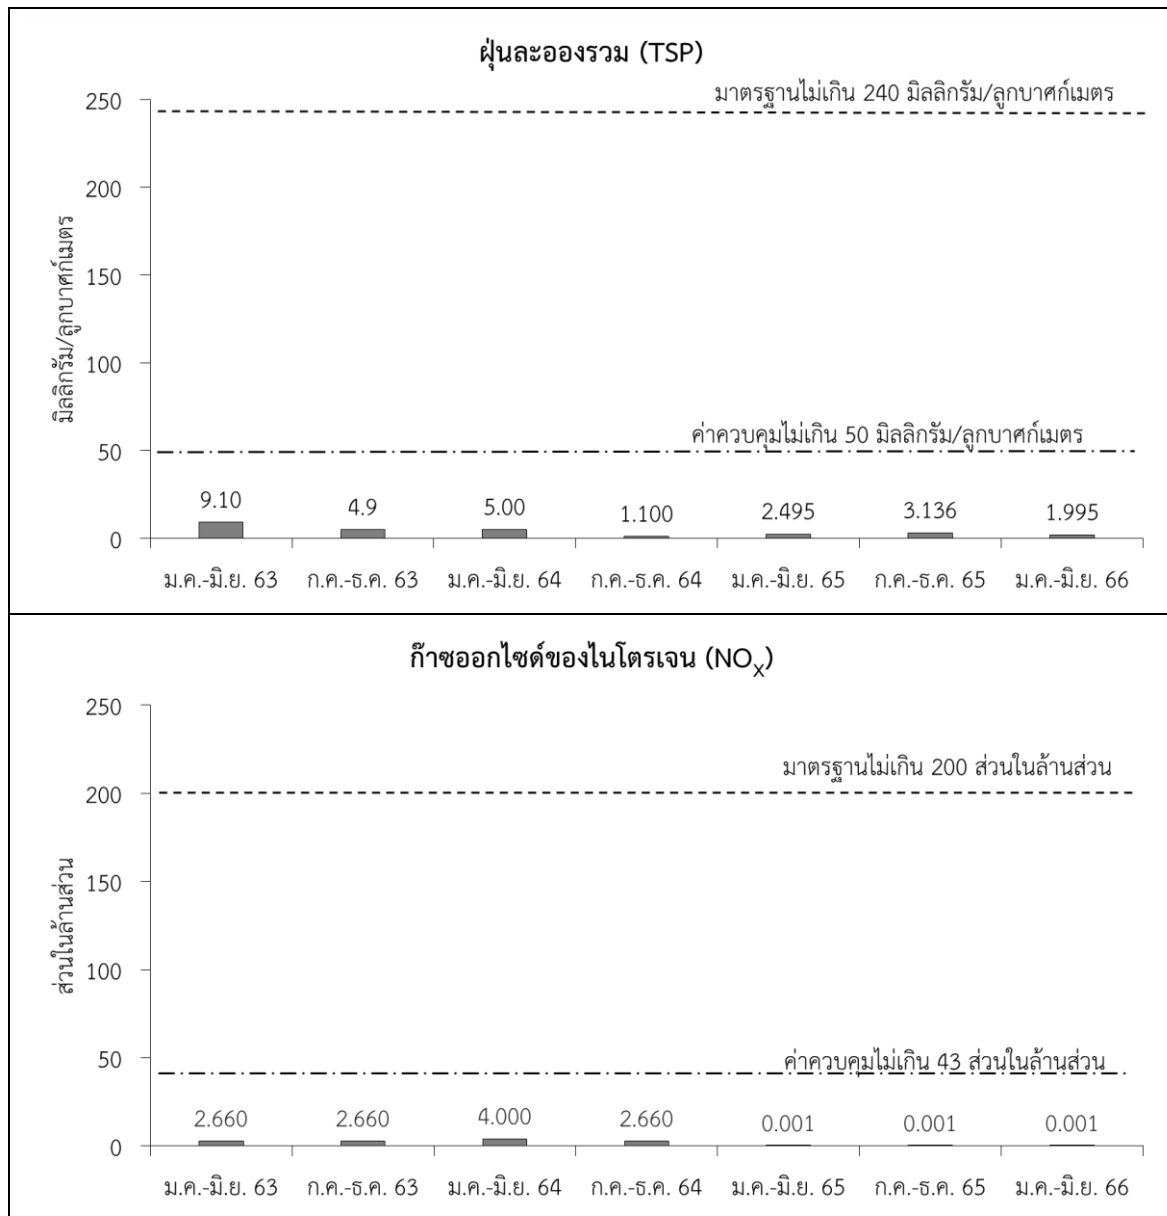 ฝุ่นละอองรวม (TSP)
มาตรฐานไม่เกิน 240 มิลลิกรัม/ลูกบาศก์เมตร
250
200
150
100
50
0
มิลลิกรัม/ลูกบาศก์เมตร
ค่าควบคุมไม่เกิน 50 มิลลิกรัม/ลูกบาศก์เมตร
9.10 4.9 5.00 1.100 2.495 3.136 1.995
ม.ค.-มิ.ย. 63 ก.ค.-ธ.ค. 63 ม.ค.-มิ.ย. 64 ก.ค.-ธ.ค. 64 ม.ค.-มิ.ย. 65 ก.ค.-ธ.ค. 65 ม.ค.-มิ.ย. 66
ก๊าซออกไซด์ของไนโตรเจน (NOX)
250
200
150
100
50
0
ส่วนในล้านส่วน
มาตรฐานไม่เกิน 200 ส่วนในล้านส่วน
ค่าควบคุมไม่เกิน 43 ส่วนในล้านส่วน
2.660 2.660 4.000 2.660 0.001 0.001 0.001
ม.ค.-มิ.ย. 63 ก.ค.-ธ.ค. 63 ม.ค.-มิ.ย. 64 ก.ค.-ธ.ค. 64 ม.ค.-มิ.ย. 65 ก.ค.-ธ.ค. 65 ม.ค.-มิ.ย. 66